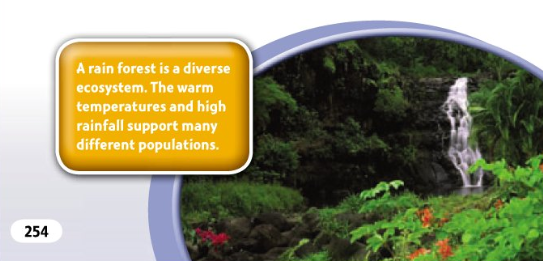 A rain forest is a diverse
ecosystem. The warm
temperatures and high
rainfall support many
different populations.
254